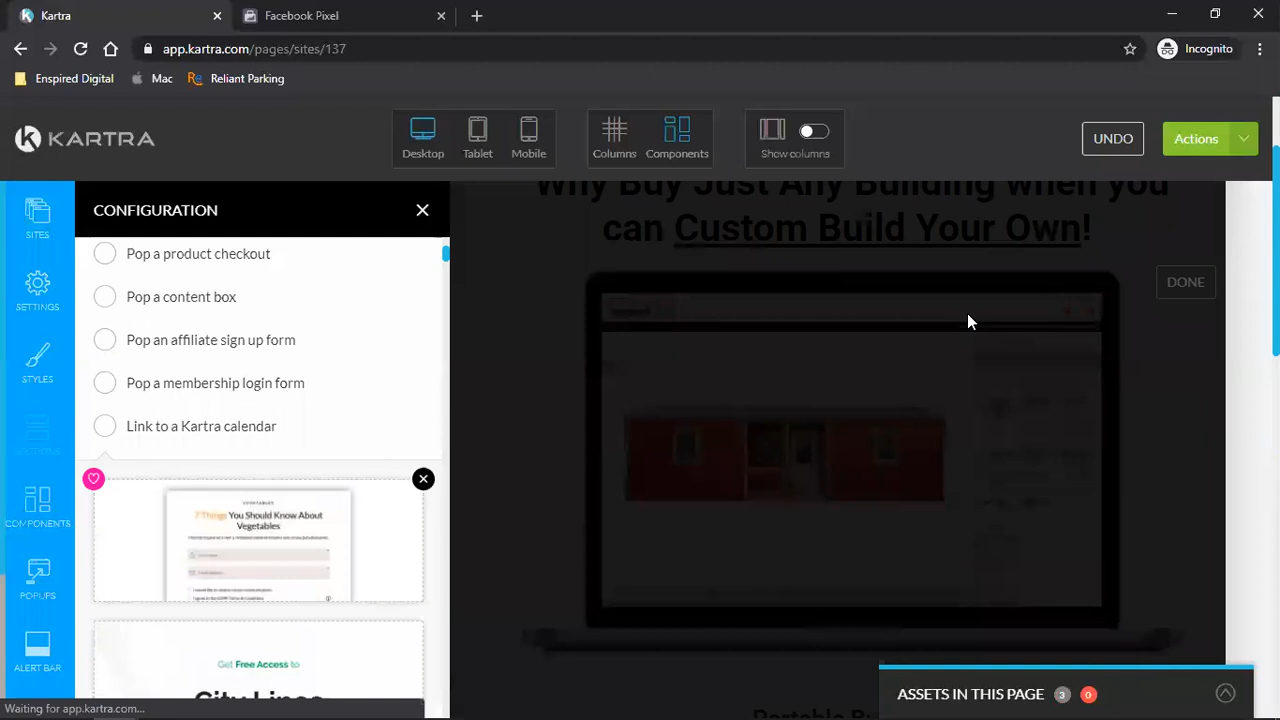 Kartra
Facebook Pixel
app.kartra.com/pages/sites/137
Incognito
Enspired Digital
Mac
Reliant Parking
KARTRA
Desktop
Tablet
Mobile
Columns
Components
Show columns
UNDO
Actions
SITES
SETTINGS
STYLES
SECTIONS
COMPONENTS
POPUPS
ALERT BAR
CONFIGURATION
Pop a product checkout
Pop a content box
Pop an affiliate sign up form
Pop a membership login form
Link to a Kartra calendar
7 Things You Should Know About
Vegetables
Get Free Access to
City Lines
Why Buy Just Any Building when you
can Custom Build Your Own!
DONE
ASSETS IN THIS PAGE 3 0
Waiting for app.kartra.com...